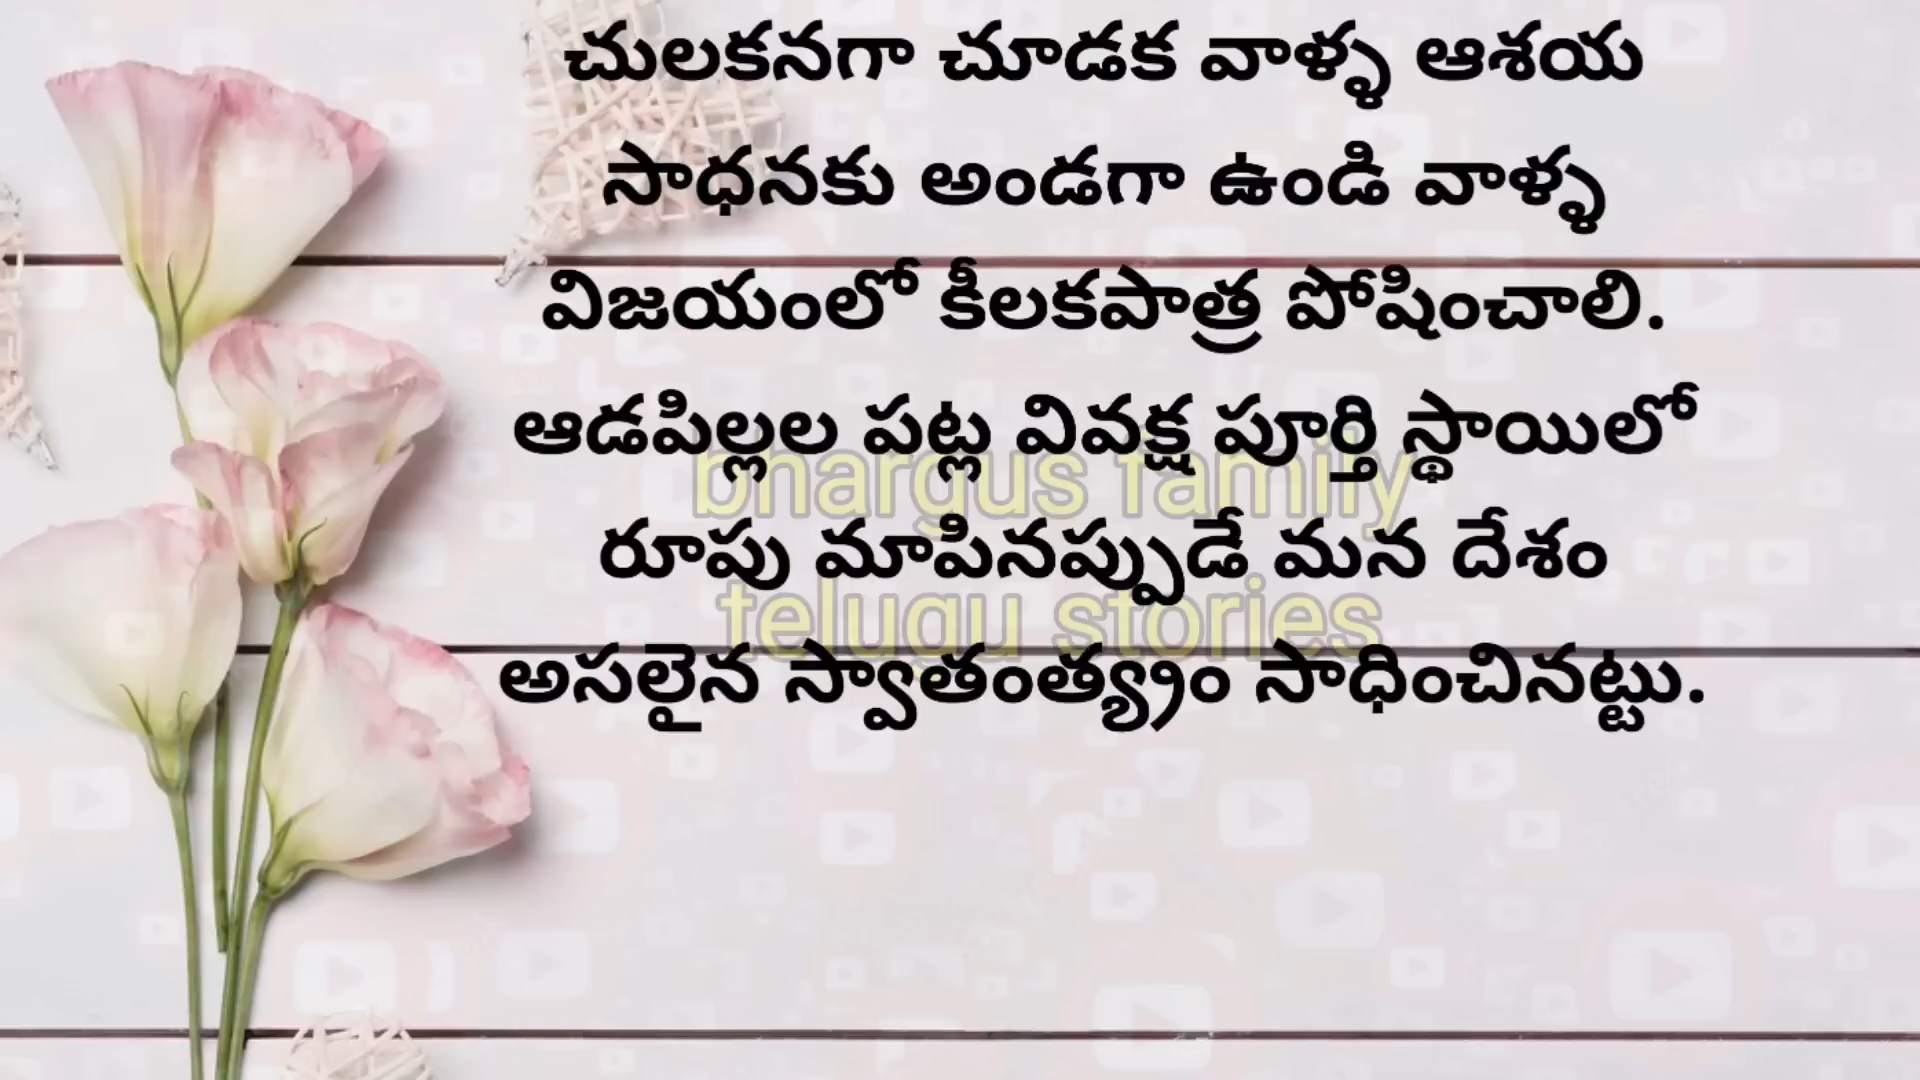 చులకనగా చూడక వాళ్ళ ఆశయ
సాధనకు అండగా ఉండి వాళ్ళ
విజయంలో కీలకపాత్ర పోషించాలి.
ఆడపిల్లల పట్ల వివక్ష పూర్తి స్థాయిలో
bhargus family
రూపు మాపినప్పుడే మన దేశం
telugu stories
అసలైన స్వాతంత్య్రం సాధించినట్టు.